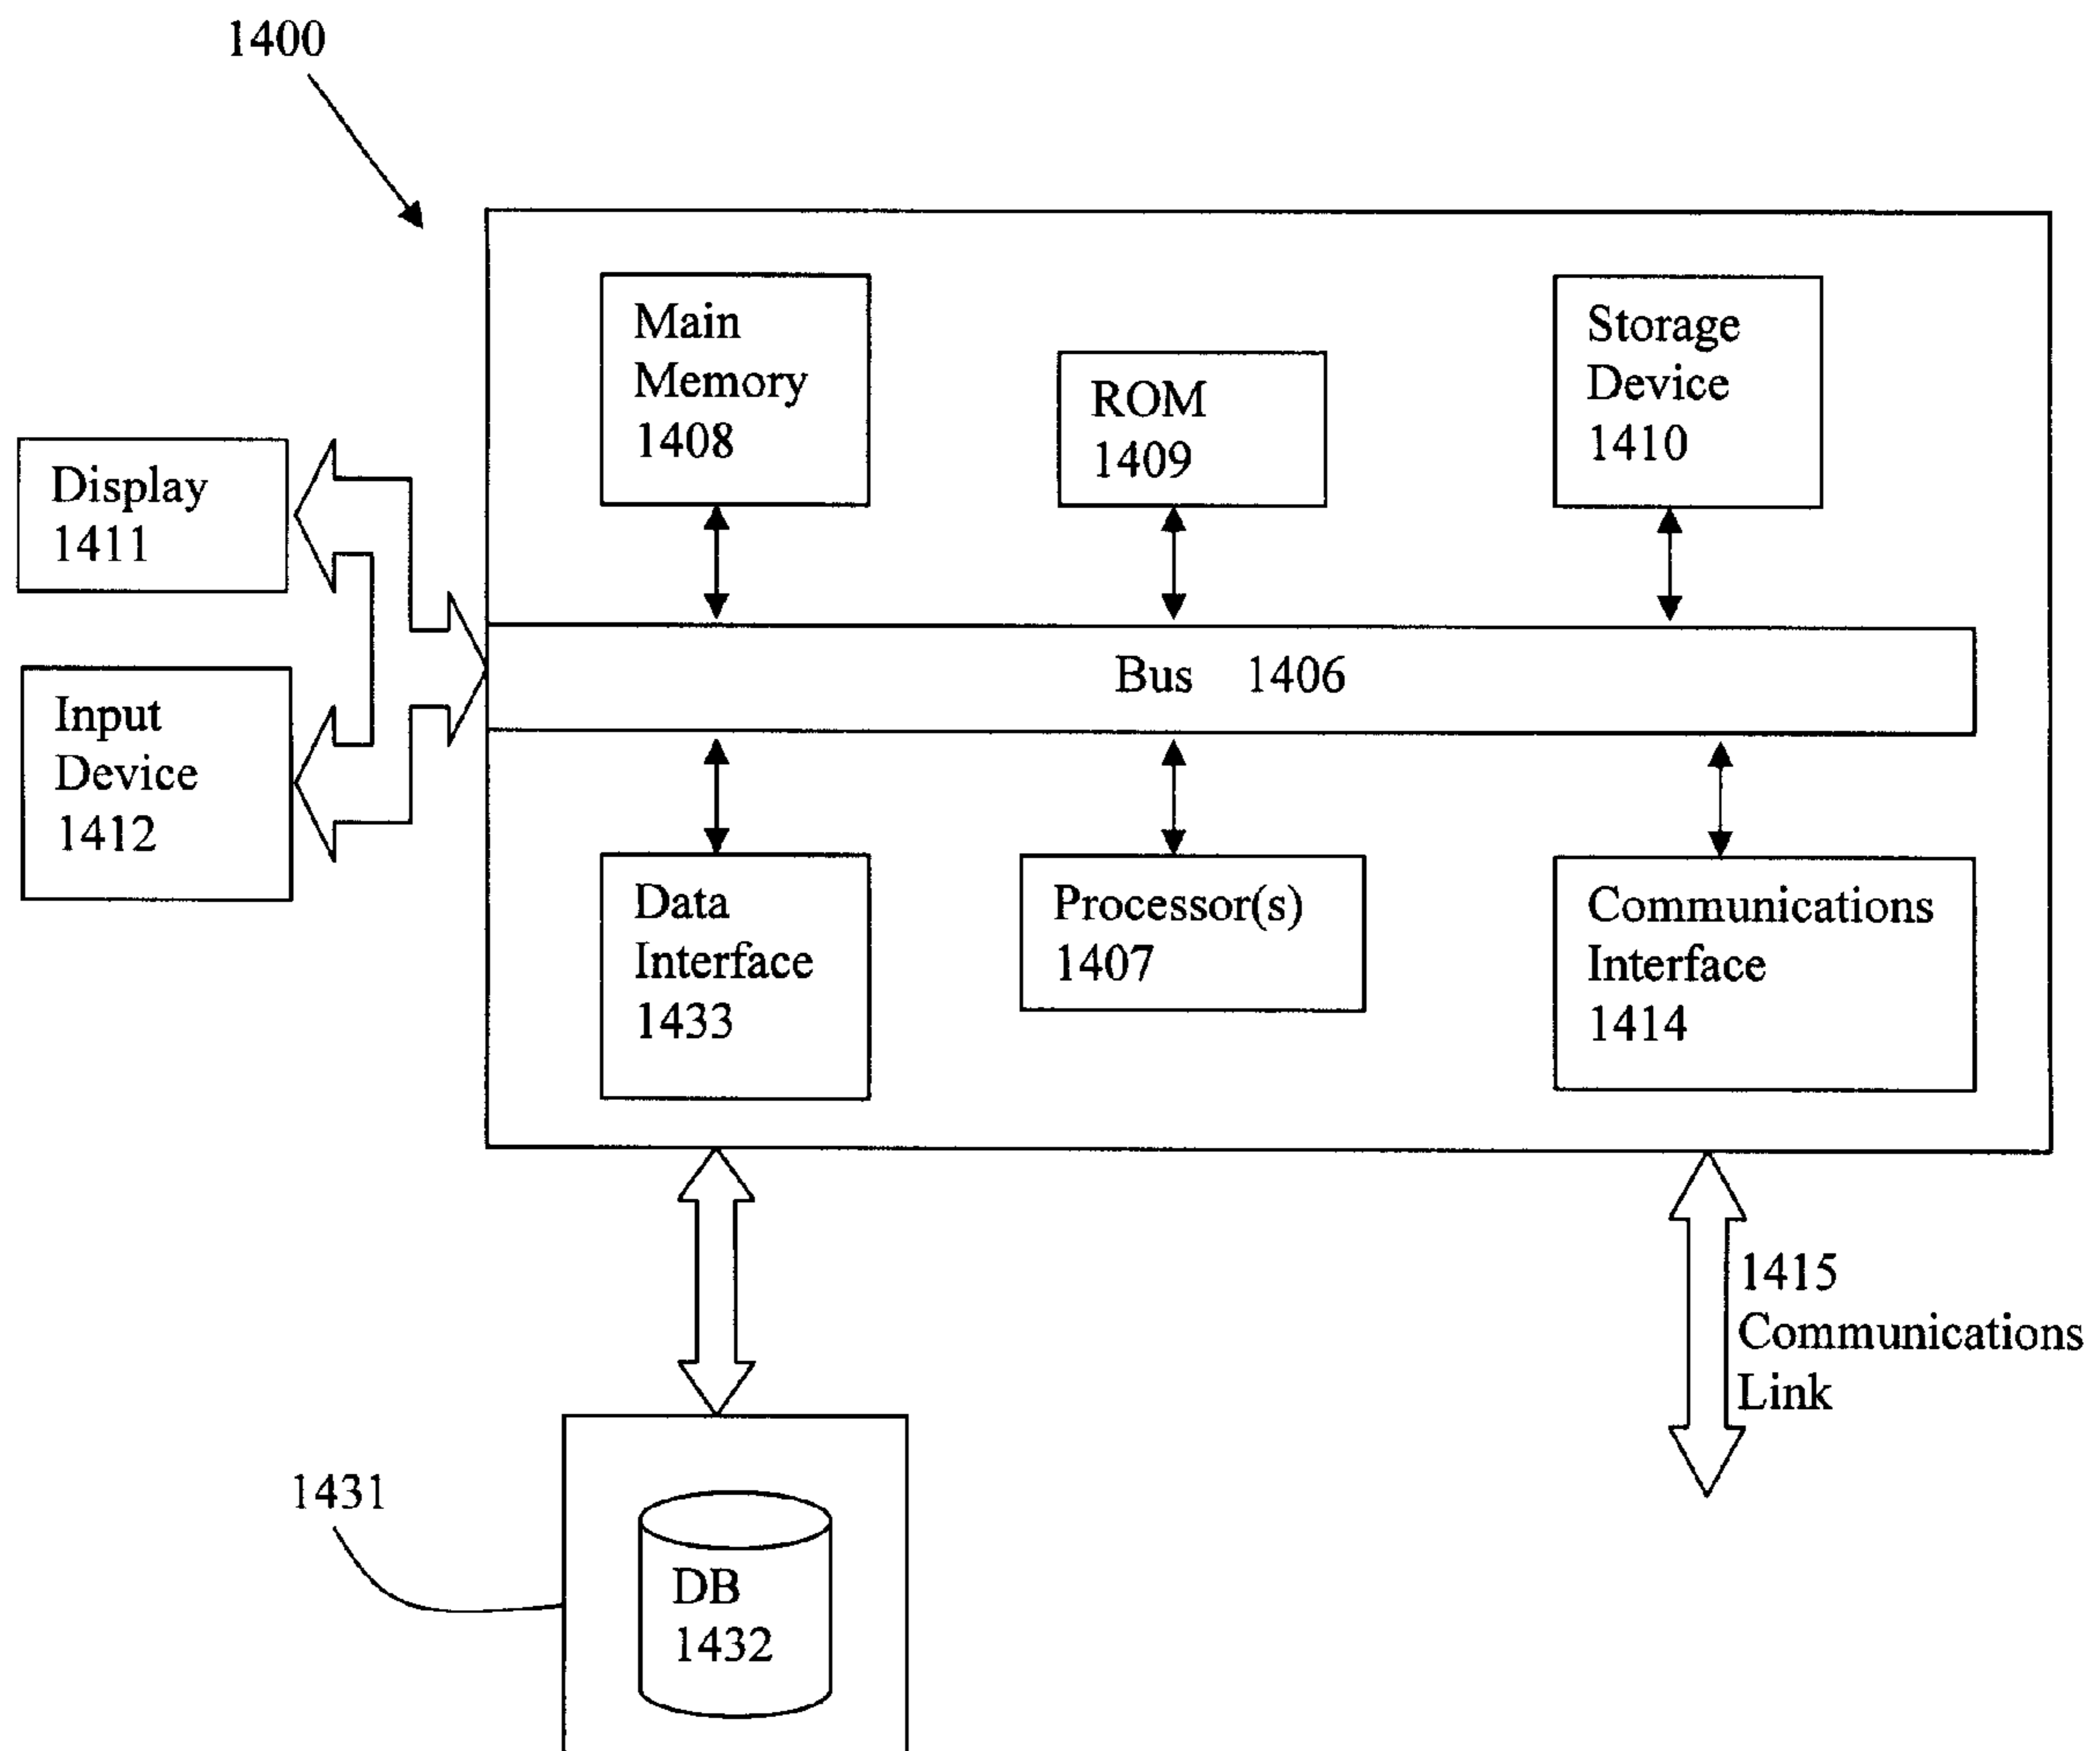 1400
Main
Memory
1408
ROM
1409
Storage
Device
1410
Display
1411
Bus 1406
Input
Device
1412
Data
Interface
1433
Processor(s)
1407
Communications
Interface
1414
1415
Communications
Link
1431
DB
1432